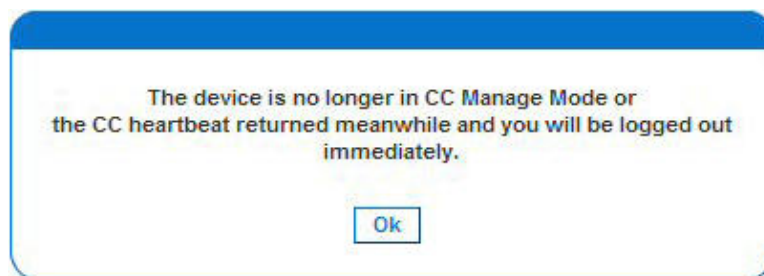 The device is no longer in CC Manage Mode or
the CC heartbeat returned meanwhile and you will be logged out
immediately.
Ok